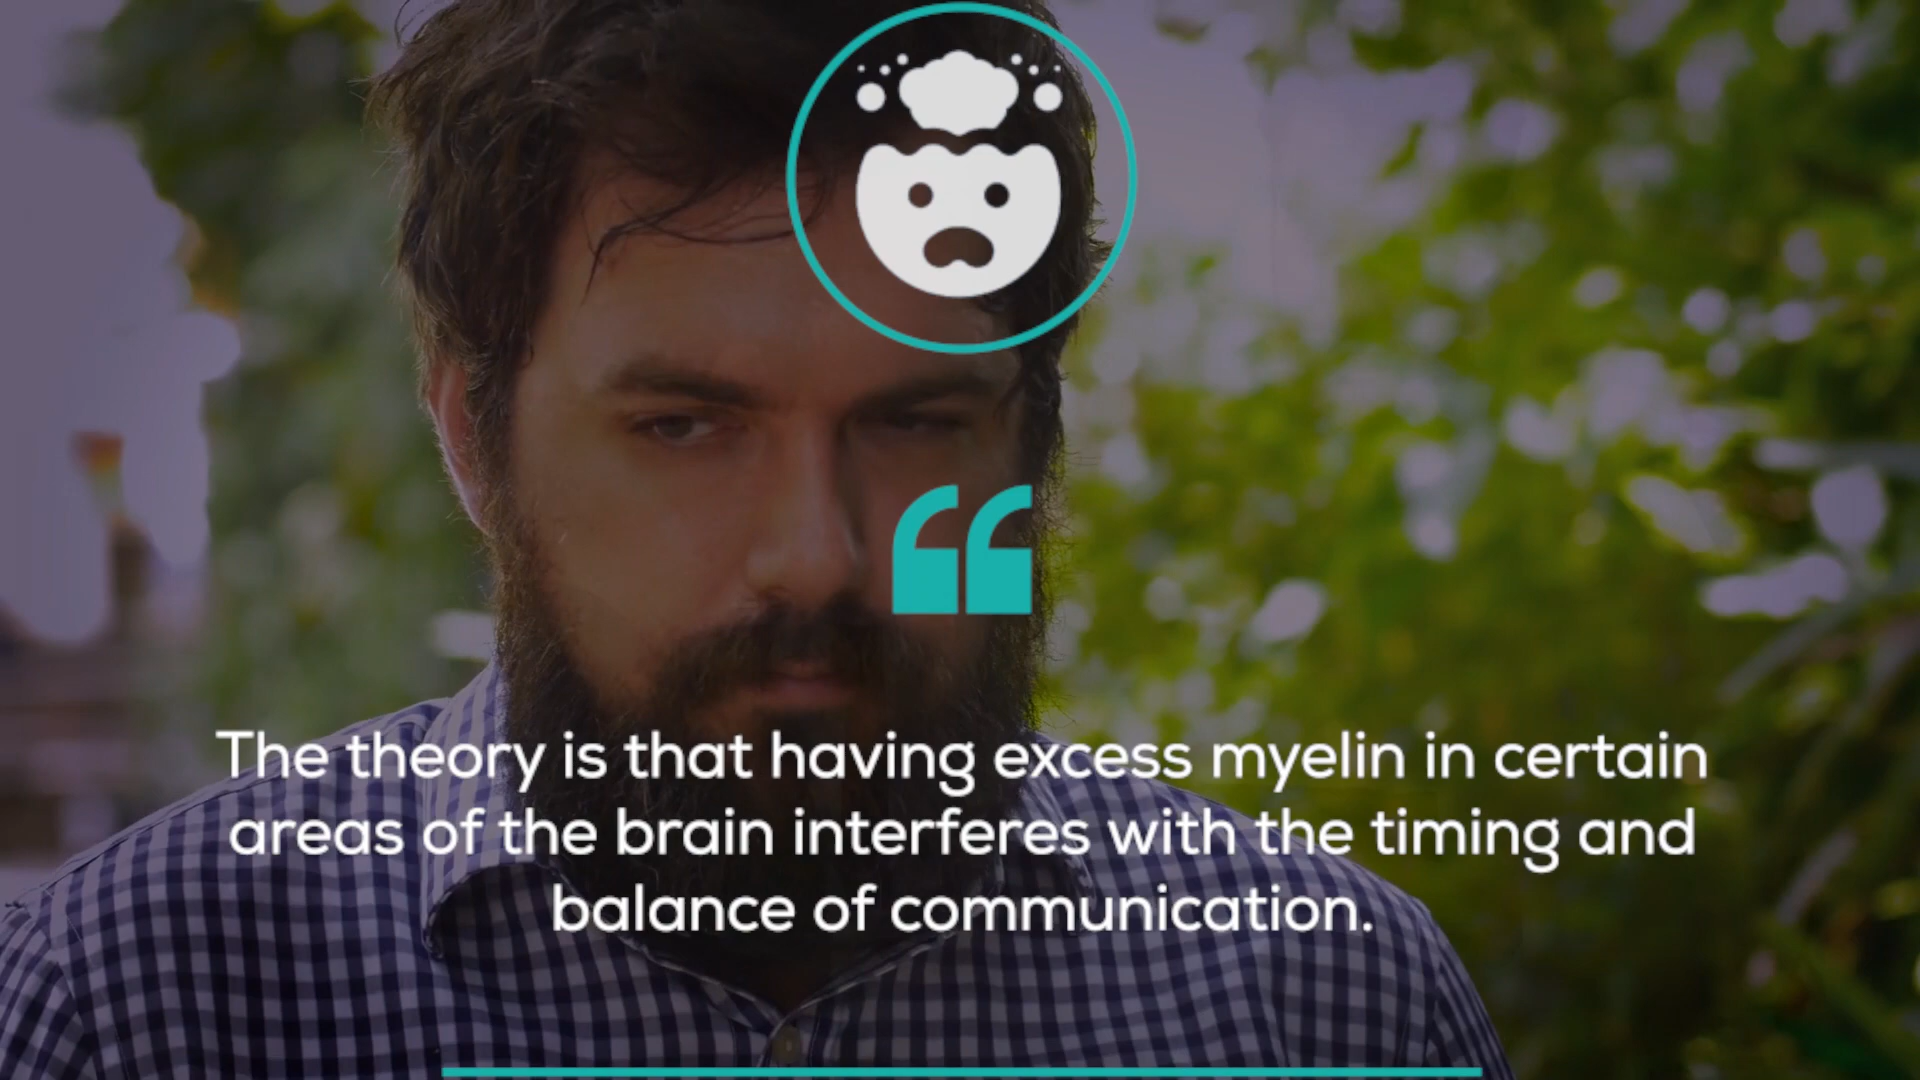 The theory is that having excess myelin in certain
areas of the brain interferes with the timing and
balance of communication.